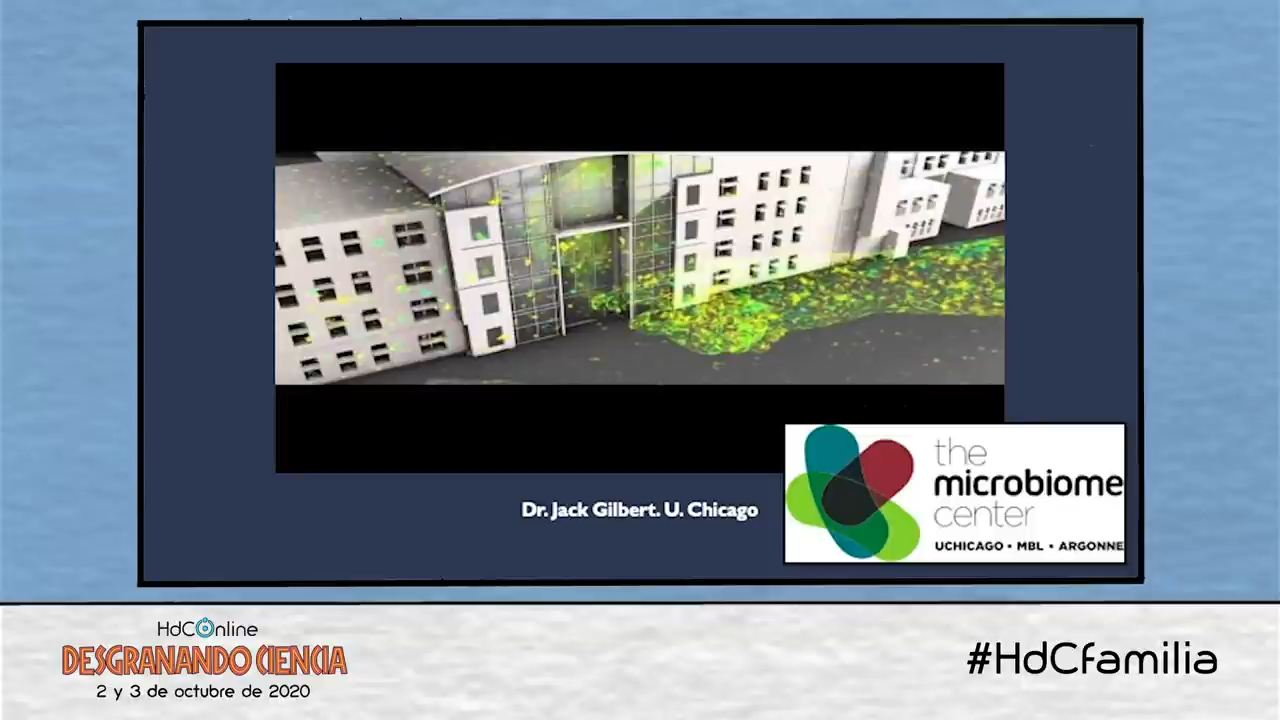 Dr. Jack Gilbert. U. Chicago
the
microbiome
center
UCHICAGO • MBL • ARGONNE
HdCOnline
DESGRANANDO CIENCIA
2 y 3 de octubre de 2020
#HdCfamilia